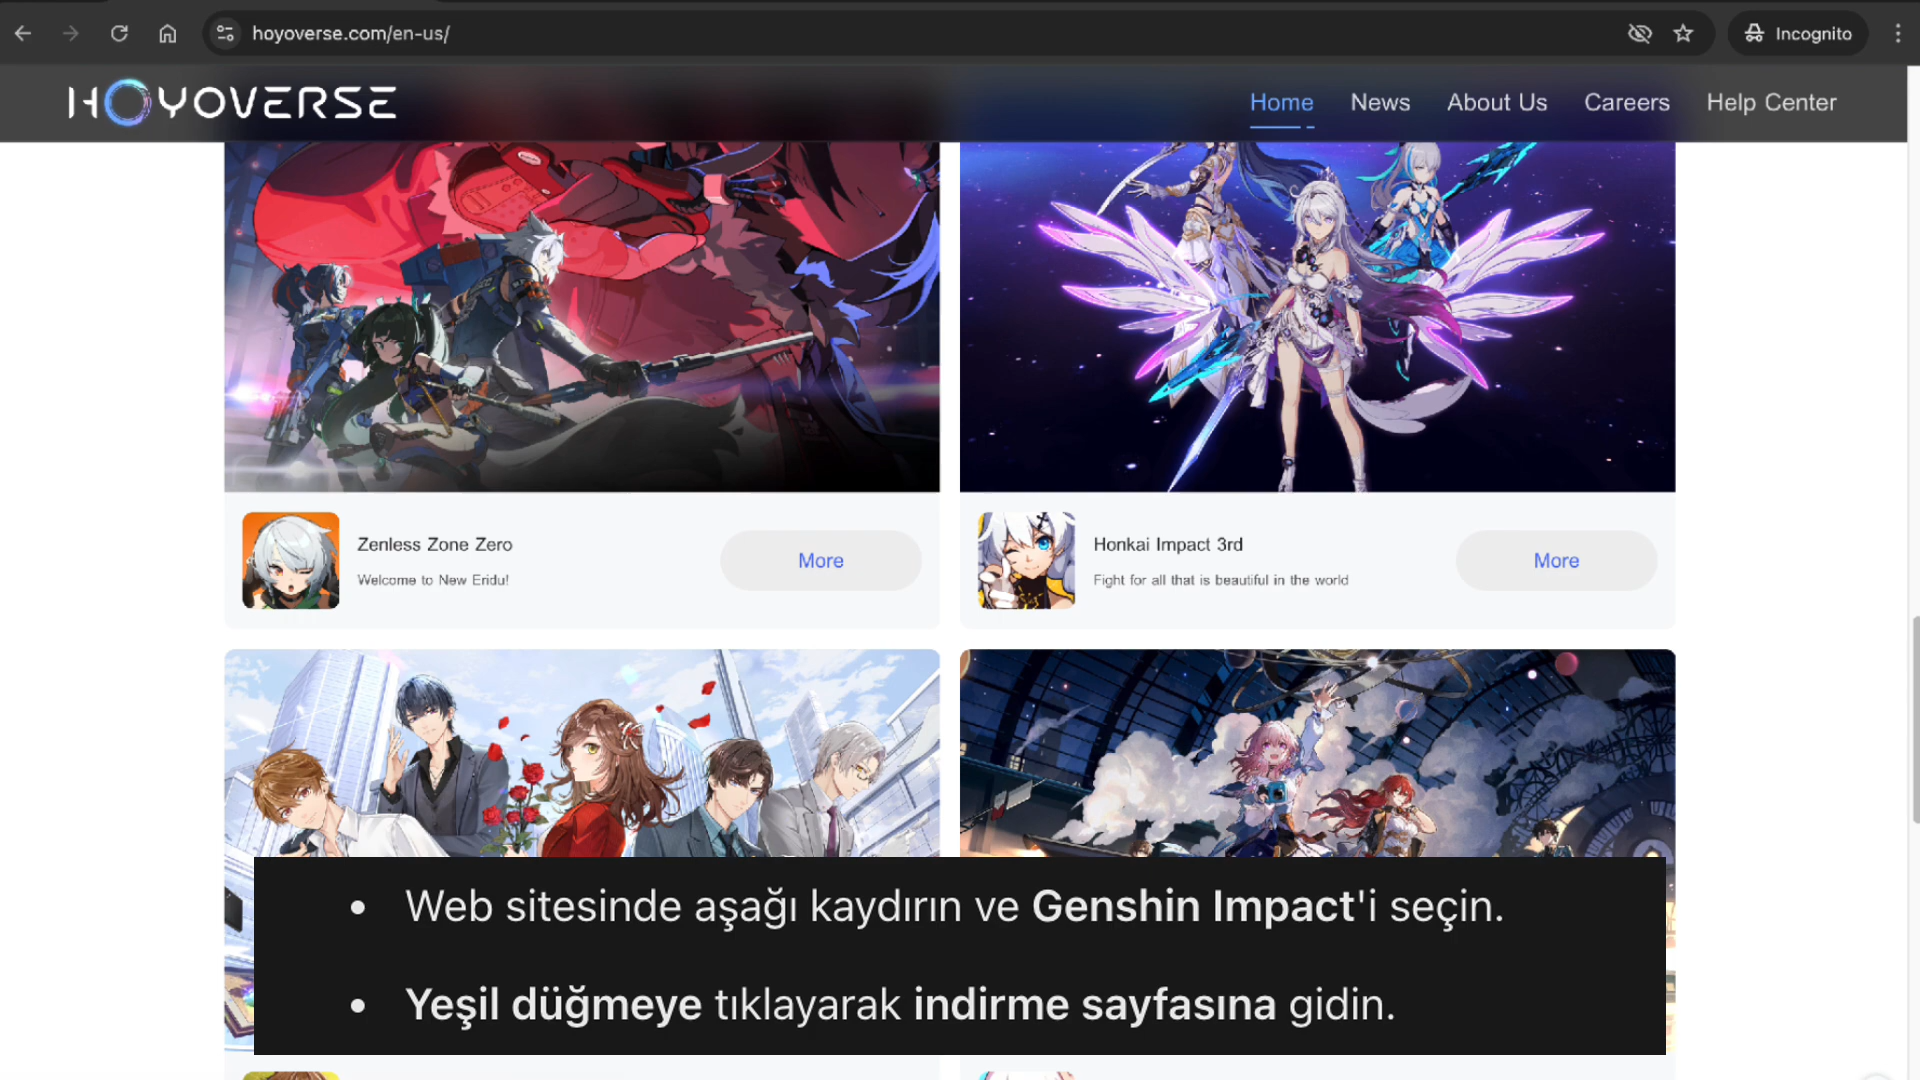 hoyoverse.com/en-us/
Incognito
HOYOVERSE
Home News About Us Careers Help Center
Zenless Zone Zero
Welcome to New Eridu!
More
Honkai Impact 3rd
Fight for all that is beautiful in the world
More
• Web sitesinde aşağı kaydırın ve Genshin Impact'i seçin.
• Yeşil düğmeye tıklayarak indirme sayfasına gidin.